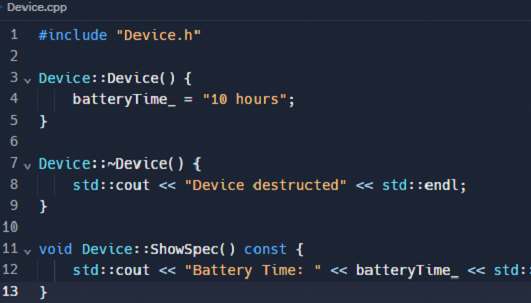 Device.cpp
1 #include "Device.h"
2
3 Device::Device() {
4 batteryTime_ = "10 hours";
5 }
6
7 Device::~Device() {
8 std::cout << "Device destructed" << std::endl;
9 }
10
11 void Device::ShowSpec() const {
12 std::cout << "Battery Time: " << batteryTime_ << std::
13 }